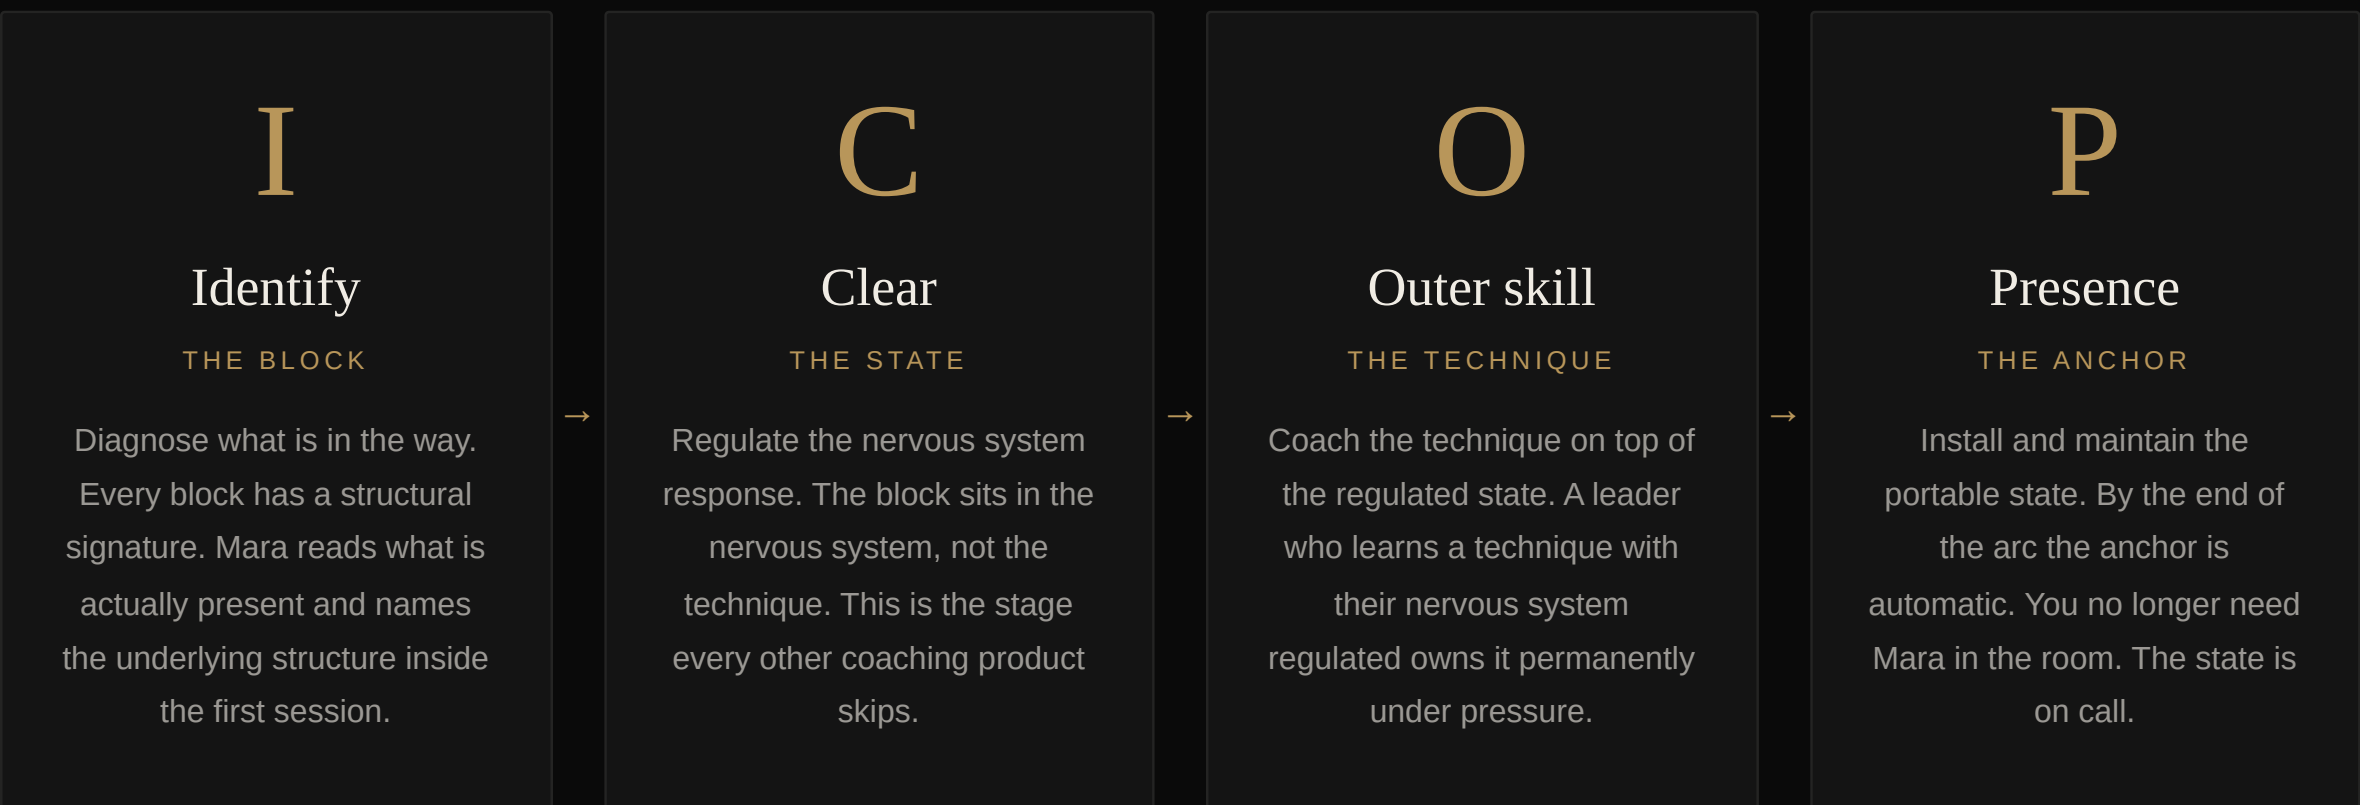 I
Identify
THE BLOCK
Diagnose what is in the way.
Every block has a structural
signature. Mara reads what is
actually present and names
the underlying structure inside
the first session.
→
C
Clear
THE STATE
Regulate the nervous system
response. The block sits in the
nervous system, not the
technique. This is the stage
every other coaching product
skips.
→
O
Outer skill
THE TECHNIQUE
Coach the technique on top of
the regulated state. A leader
who learns a technique with
their nervous system
regulated owns it permanently
under pressure.
→
P
Presence
THE ANCHOR
Install and maintain the
portable state. By the end of
the arc the anchor is
automatic. You no longer need
Mara in the room. The state is
on call.